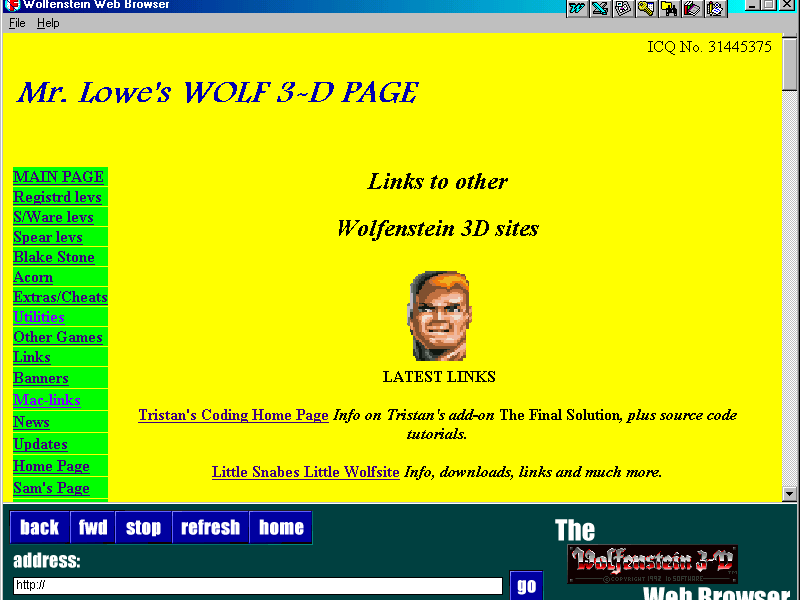 Wolfenstein Web Browser
File Help
ICQ No. 31445375
Mr. Lowe's WOLF 3-D PAGE
MAIN PAGE
Registrd levs
S/Ware levs
Spear levs
Blake Stone
Acorn
Extras/Cheats
Utilities
Other Games
Links
Banners
Mac-links
News
Updates
Home Page
Sam's Page
Links to other
Wolfenstein 3D sites
LATEST LINKS
Tristan's Coding Home Page Info on Tristan's add-on The Final Solution, plus source code
tutorials.
Little Snabes Little Wolfsite Info, downloads, links and much more.
back fwd stop refresh home
address:
http://
go
The
Wolfenstein 3-D
©COPYRIGHT 1992 ID SOFTWARE
Web Browser